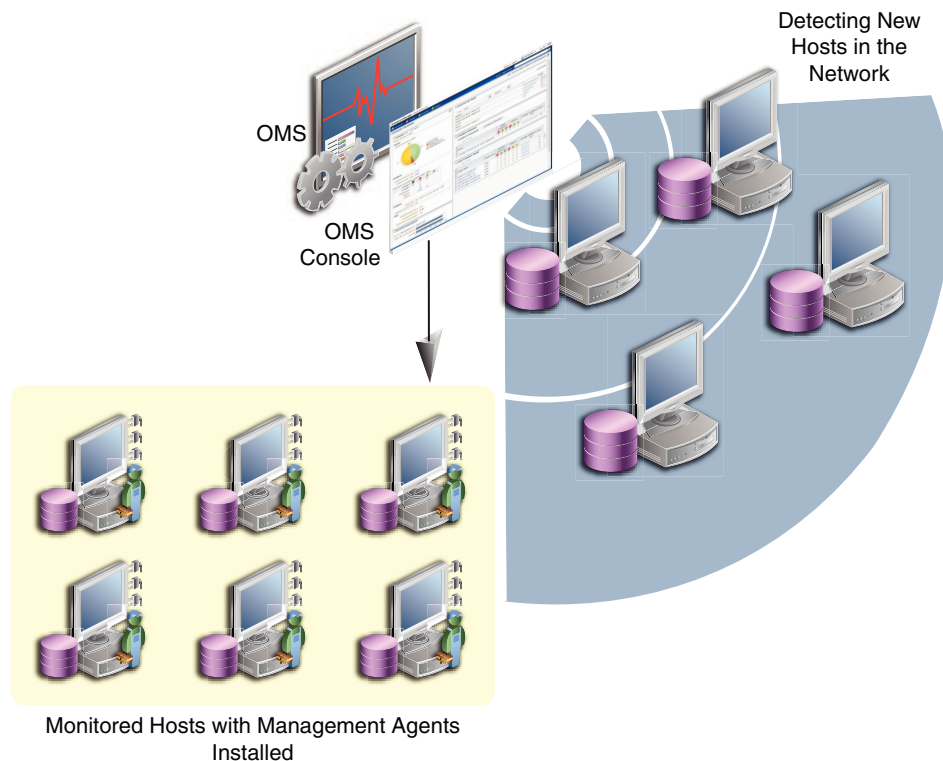 Detecting New
Hosts in the
Network
OMS
OMS
Console
Monitored Hosts with Management Agents
Installed